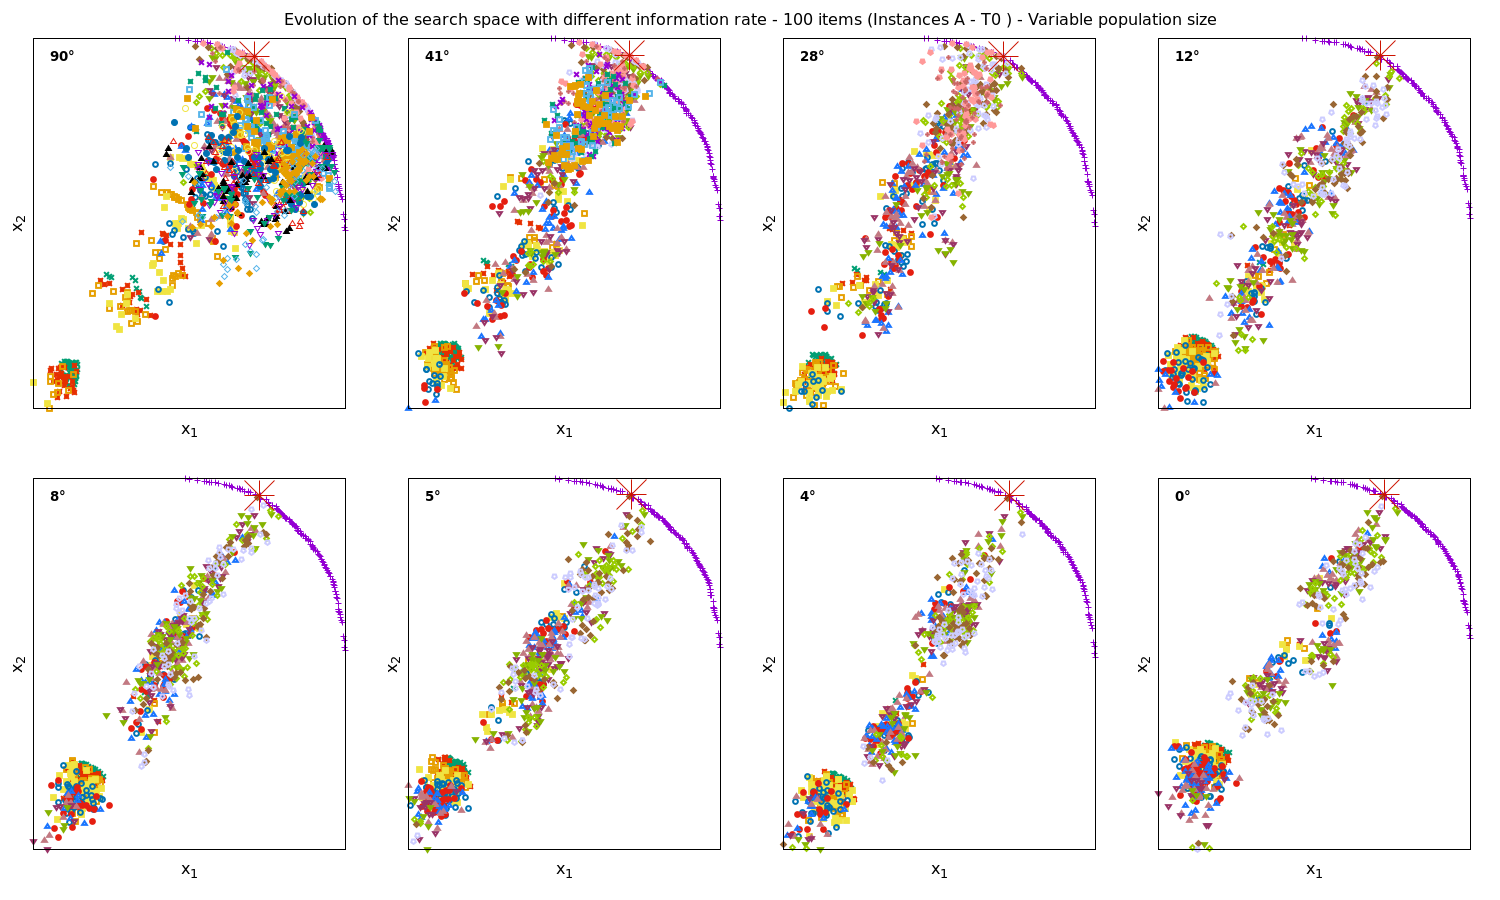 Evolution of the search space with different information rate - 100 items (Instances A - T0 ) - Variable population size
90°
41°
28°
12°
x2
x2
x2
x2
x1
x1
x1
x1
8°
5°
4°
0°
x2
x2
x2
x2
x1
x1
x1
x1